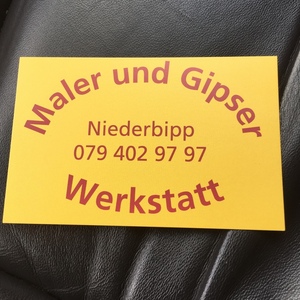 Maler und Gipser
Niederbipp
079 402 97 97
Werkstatt